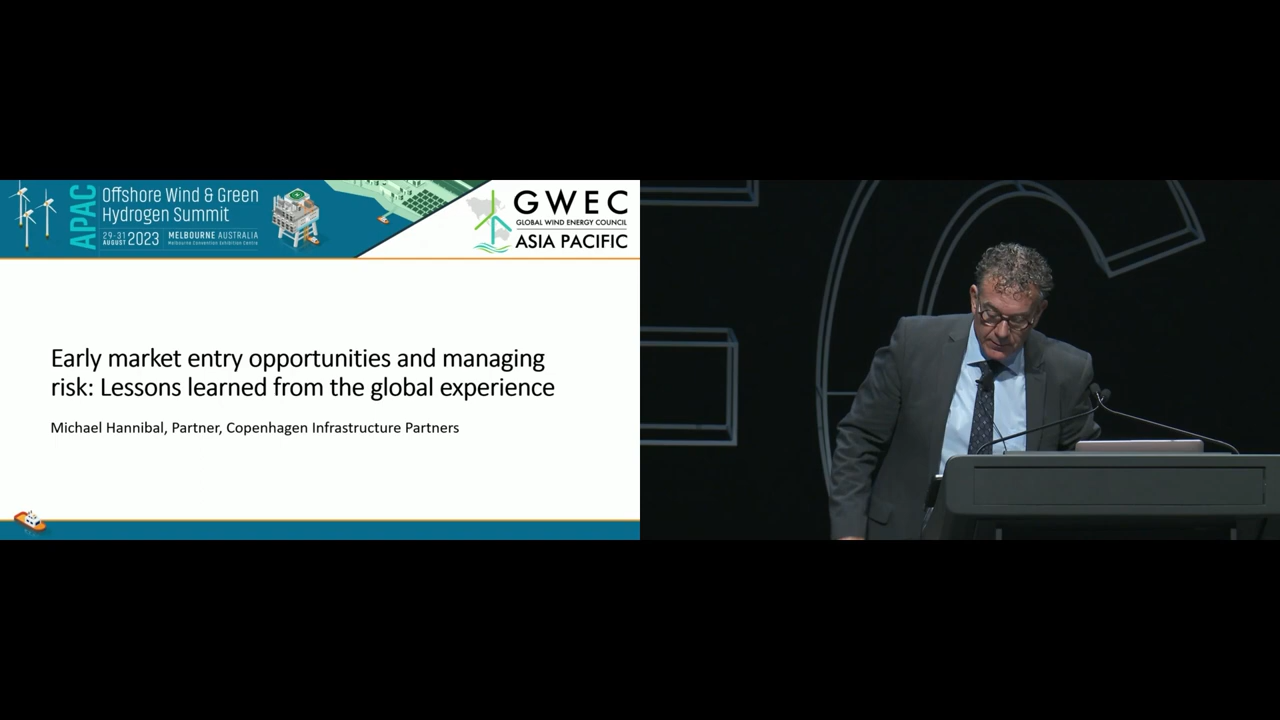 APAC
Offshore Wind & Green
Hydrogen Summit
29-31
AUGUST 2023
MELBOURNE AUSTRALIA
Melbourne Convention Exhibition Centre
GWEC
GLOBAL WIND ENERGY COUNCIL
ASIA PACIFIC
Early market entry opportunities and managing
risk: Lessons learned from the global experience
Michael Hannibal, Partner, Copenhagen Infrastructure Partners